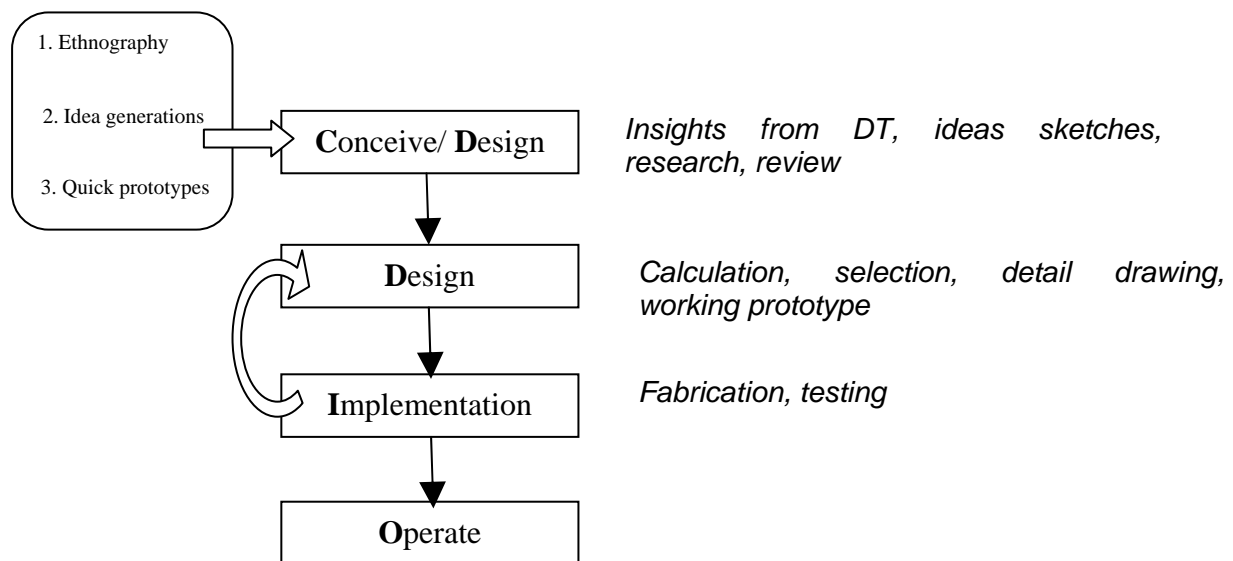 1. Ethnography
2. Idea generations
3. Quick prototypes
Conceive/ Design
Insights from DT, ideas sketches,
research, review
Design
Calculation, selection, detail drawing,
working prototype
Implementation
Fabrication, testing
Operate